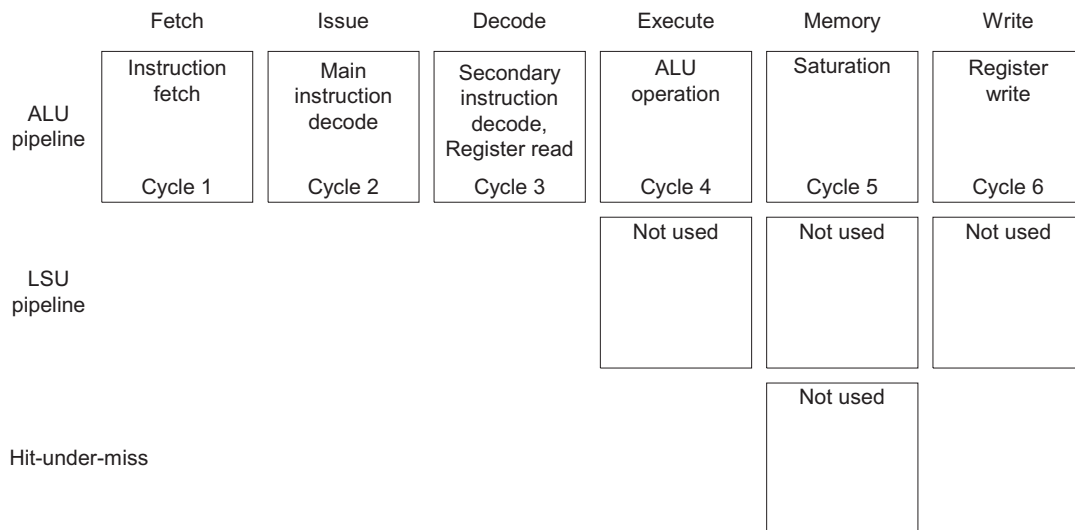 Fetch Issue Decode Execute Memory Write
ALU
pipeline
Instruction
fetch
Cycle 1
Main
instruction
decode
Cycle 2
Secondary
instruction
decode,
Register read
Cycle 3
ALU
operation
Cycle 4
Saturation
Cycle 5
Register
write
Cycle 6
LSU
pipeline
Not used
Not used
Not used
Hit-under-miss
Not used